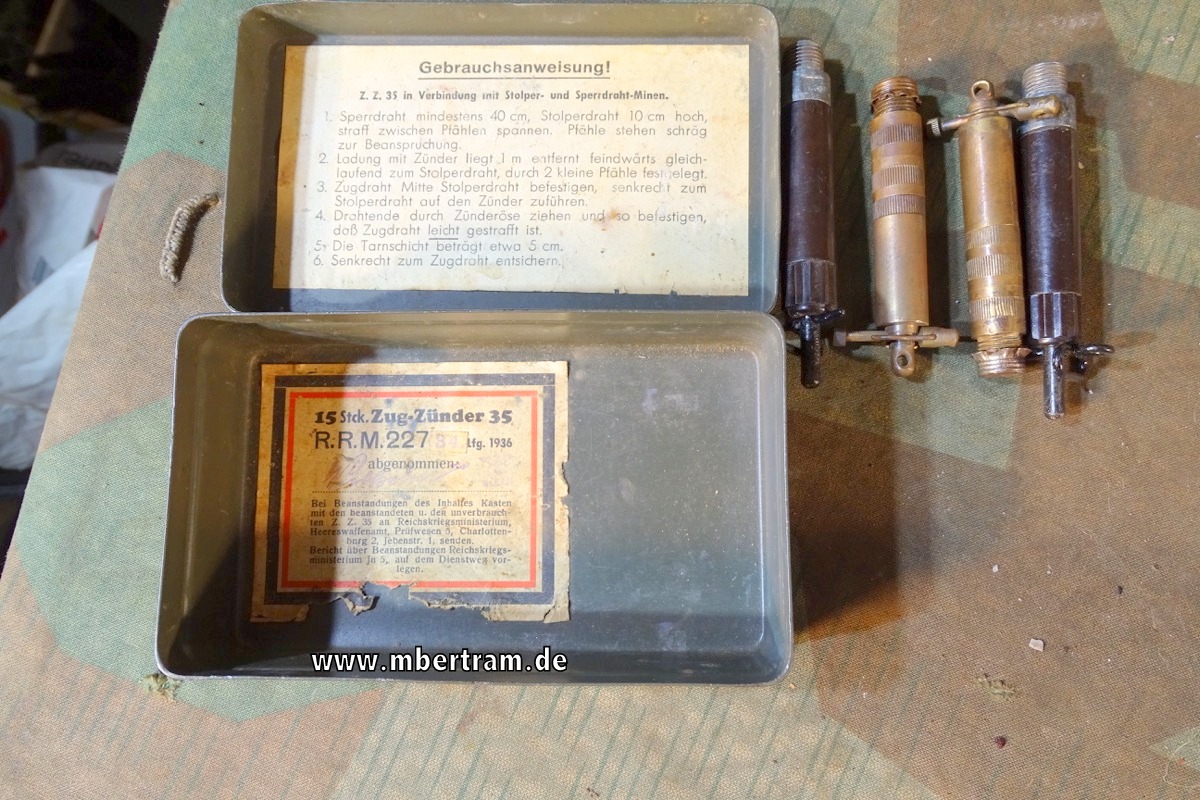 Gebrauchsanweisung!
Z. Z. 35 in Verbindung mit Stolper- und Sperrdraht-Minen.
1. Sperrdraht mindestens 40 cm, Stolperdraht 10 cm hoch,
straff zwischen Pfählen spannen. Pfähle stehen schräg
zur Beanspruchung.
2. Ladung mit Zünder liegt 1 m entfernt feindwärts gleich-
laufend zum Stolperdraht, durch 2 kleine Pfähle festgelegt.
3. Zugdraht Mitte Stolperdraht befestigen, senkrecht zum
Stolperdraht auf den Zünder zuführen.
4. Drahtende durch Zünderöse ziehen und so befestigen,
daß Zugdraht leicht gestrafft ist.
5. Die Tarnschicht beträgt etwa 5 cm.
6. Senkrecht zum Zugdraht entsichern.
15 Stck. Zug-Zünder 35
R.R.M.227 Lfg. 1936
abgenommen:
Bei Beanstandungen des Inhaltes Kasten
mit den beanstandeten u. den unverbrauch-
ten Z. Z. 35 an Reichskriegsministerium,
Heereswaffenamt, Prüfwesen 5, Charlotten-
burg 2, Jebenstr. 1, senden.
Bericht über Beanstandungen Reichskriegs-
ministerium Jn 5, auf dem Dienstweg vor-
legen.
www.mbertram.de